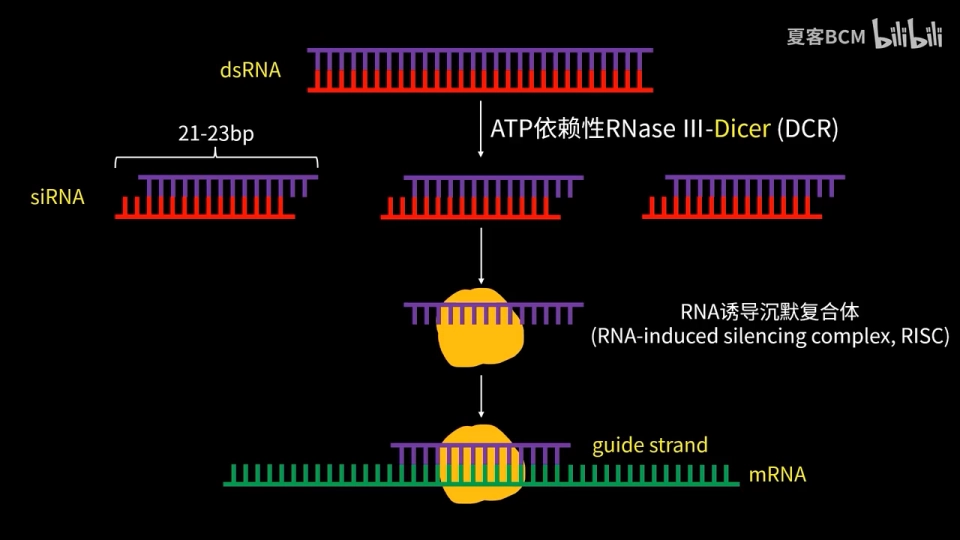 夏客BCM bilibili
dsRNA
ATP依赖性RNase III-Dicer (DCR)
21-23bp
siRNA
RNA诱导沉默复合体
(RNA-induced silencing complex, RISC)
guide strand
mRNA